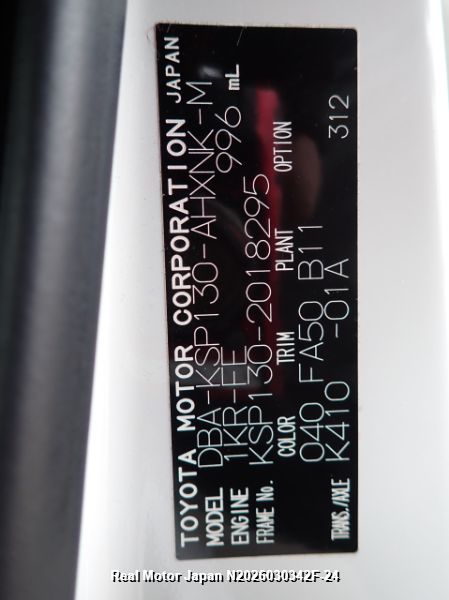 TOYOTA MOTOR CORPORATION JAPAN
MODEL DBA-KSP130-AHXNK-M
ENGINE 1KR-FE 996 mL
FRAME No. KSP130-2018295
COLOR TRIM PLANT OPTION
040 FA50 B11 312
TRANS./AXLE K410 -01A
Real Motor Japan N2026030342F-24